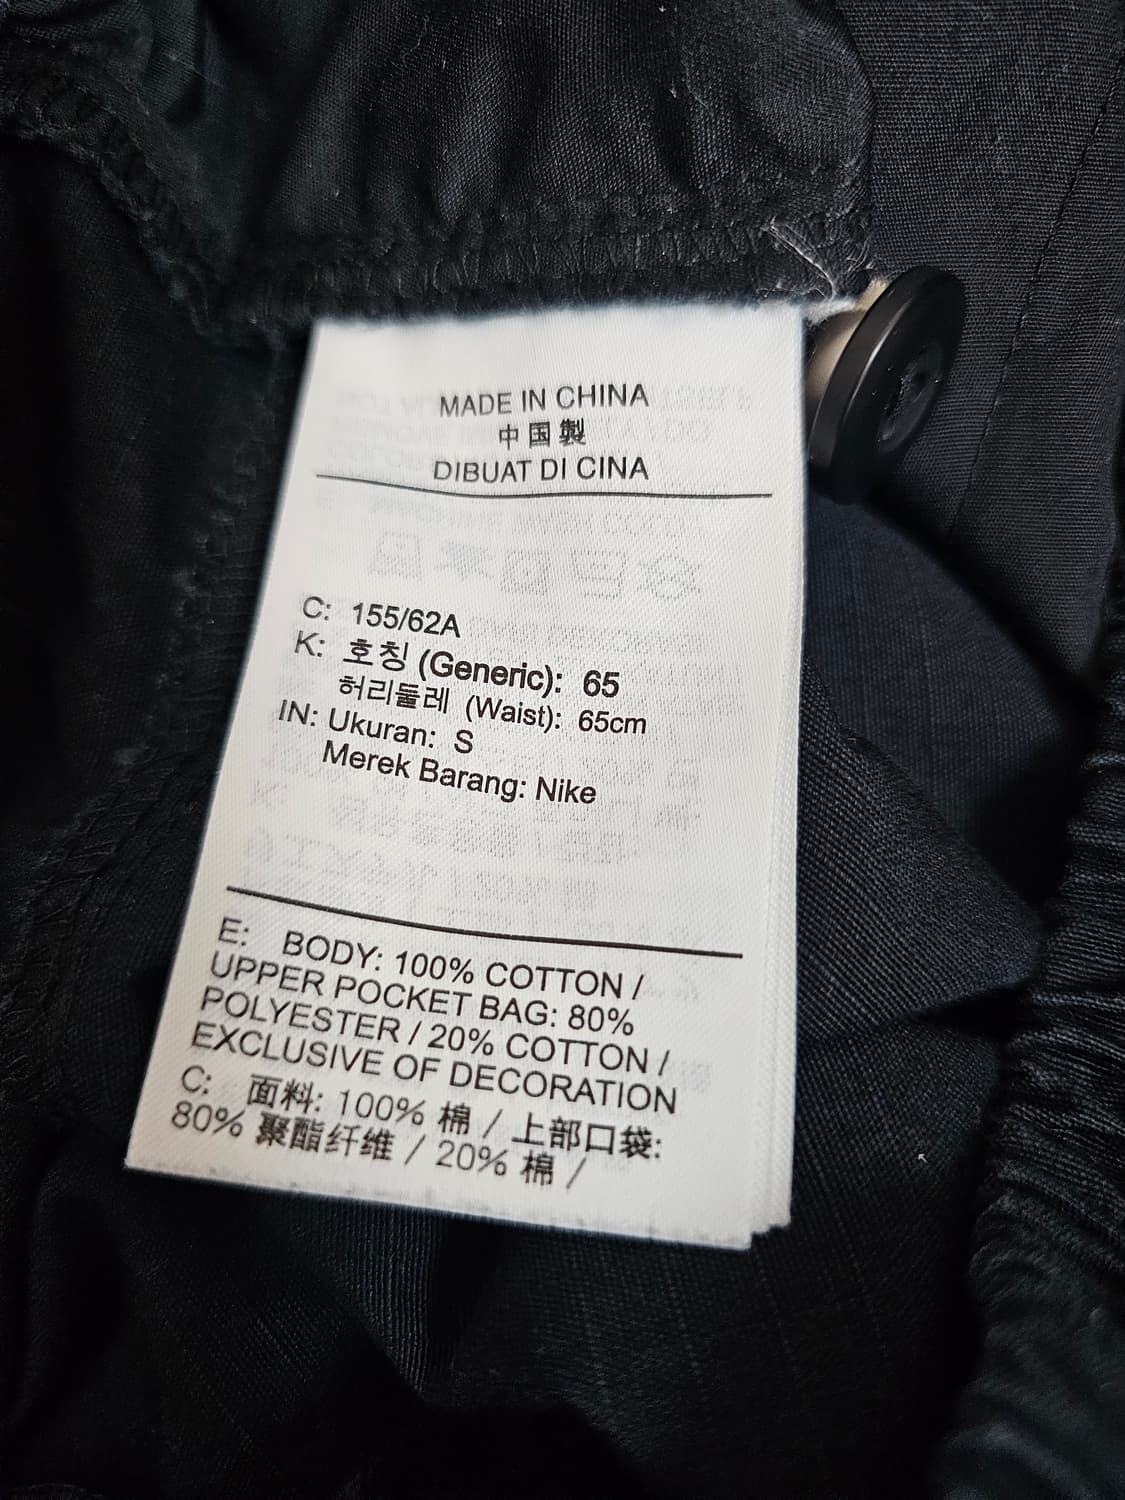 MADE IN CHINA
中国製
DIBUAT DI CINA
C: 155/62A
K: 호칭 (Generic): 65
허리둘레 (Waist): 65cm
IN: Ukuran: S
Merek Barang: Nike
E: BODY: 100% COTTON /
UPPER POCKET BAG: 80%
POLYESTER / 20% COTTON /
EXCLUSIVE OF DECORATION
C: 面料: 100% 棉 / 上部口袋:
80% 聚酯纤维 / 20% 棉 /